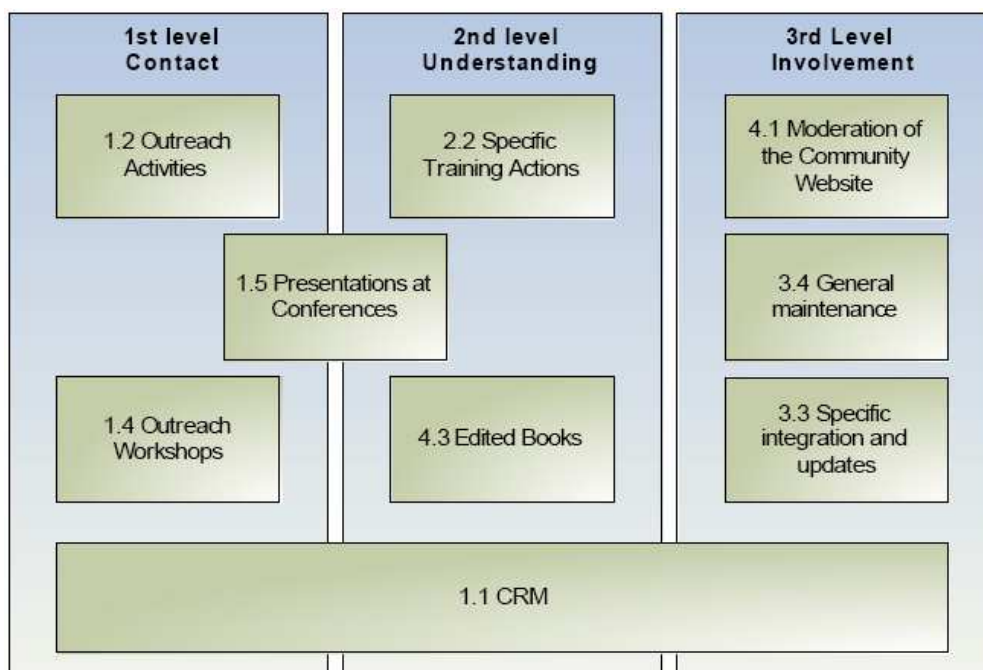 1st level
Contact
2nd level
Understanding
3rd Level
Involvement
1.2 Outreach
Activities
2.2 Specific
Training Actions
4.1 Moderation of
the Community
Website
1.5 Presentations at
Conferences
3.4 General
maintenance
1.4 Outreach
Workshops
4.3 Edited Books
3.3 Specific
integration and
updates
1.1 CRM